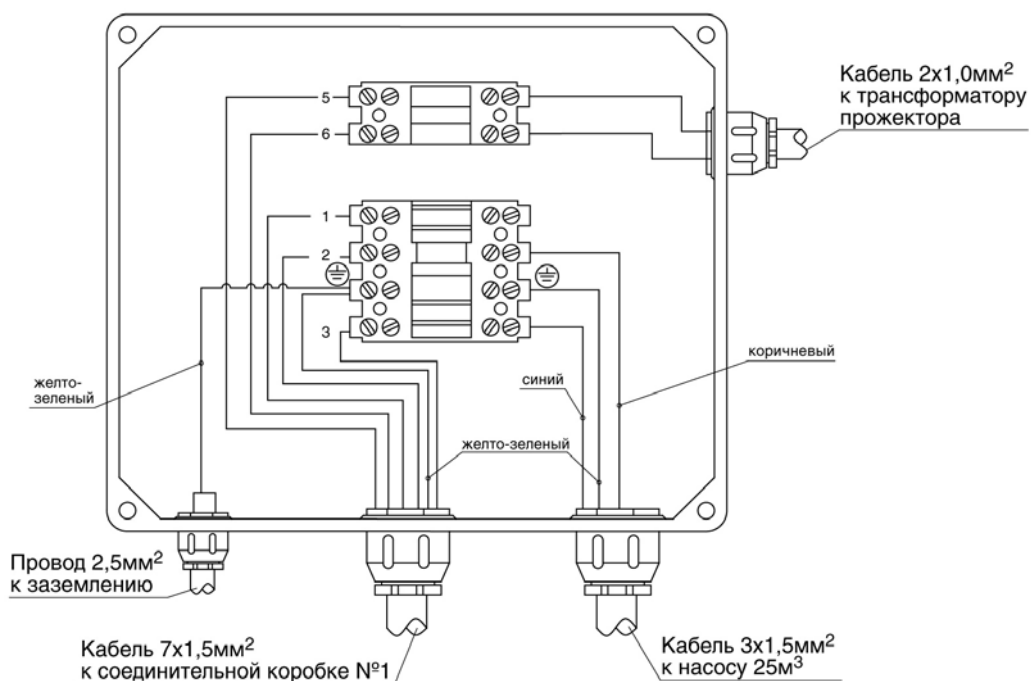 Кабель 2х1,0мм²
к трансформатору
прожектора
5
6
1
2
3
желто-
зеленый
коричневый
синий
желто-зеленый
Провод 2,5мм²
к заземлению
Кабель 7х1,5мм²
к соединительной коробке №1
Кабель 3х1,5мм²
к насосу 25м³